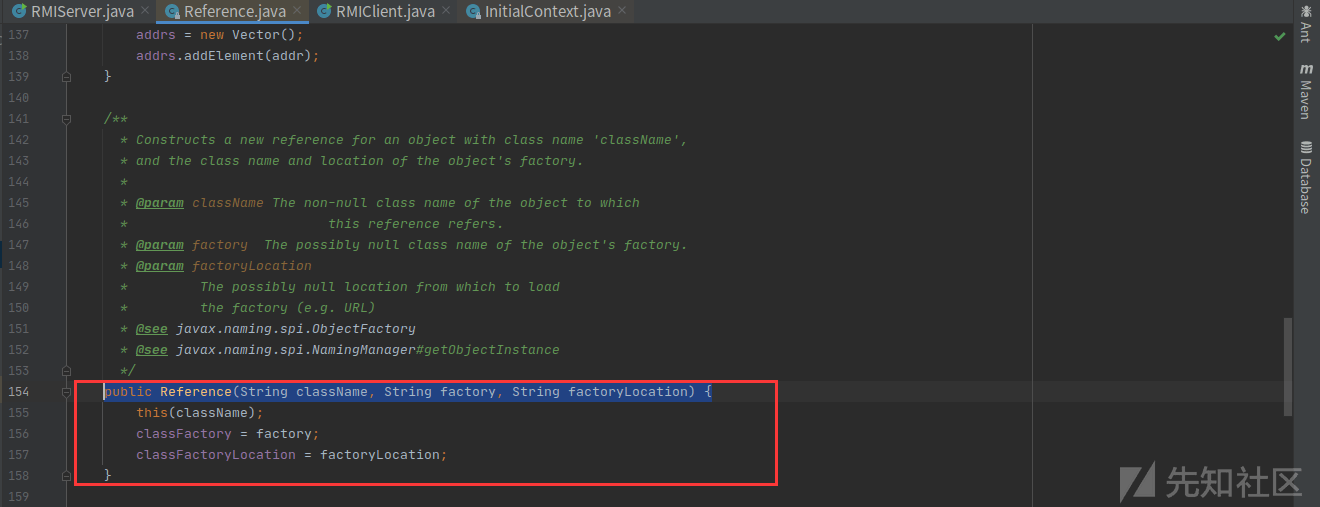 RMIServer.java × Reference.java × RMIClient.java × InitialContext.java ×
137 addrs = new Vector();
138 addrs.addElement(addr);
139 }
140
141 /**
142 * Constructs a new reference for an object with class name 'className',
143 * and the class name and location of the object's factory.
144 *
145 * @param className The non-null class name of the object to which
146 * this reference refers.
147 * @param factory The possibly null class name of the object's factory.
148 * @param factoryLocation
149 * The possibly null location from which to load
150 * the factory (e.g. URL)
151 * @see javax.naming.spi.ObjectFactory
152 * @see javax.naming.spi.NamingManager#getObjectInstance
153 */
154 public Reference(String className, String factory, String factoryLocation) {
155 this(className);
156 classFactory = factory;
157 classFactoryLocation = factoryLocation;
158 }
159
Ant
m Maven
Database
先知社区